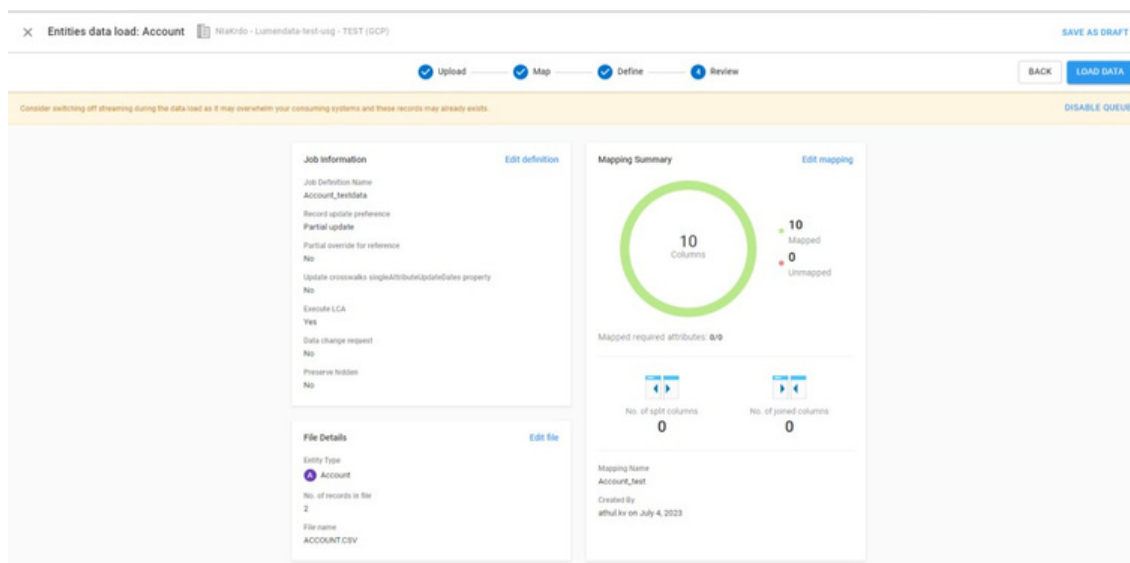 Entities data load: Account
- Lumendata-test-usg - TEST (GCP)
SAVE AS DRAFT
Upload
Map
Define
4 Review
BACK
LOAD DATA
Consider switching off streaming during the data load as it may overwhelm your consuming systems and these records may already exists.
DISABLE QUEUE
Job Information
Edit definition
Job Definition Name
Account_testdata
Record update preference
Partial update
Partial override for reference
No
Update crosswalks singleAttributeUpdateDates property
No
Execute LCA
Yes
Data change request
No
Preserve hidden
No
File Details
Edit file
Entity Type
A Account
No. of records in file
2
File name
ACCOUNT.CSV
Mapping Summary
Edit mapping
10
Columns
10
Mapped
0
Unmapped
Mapped required attributes: 0/0
No. of split columns
0
No. of joined columns
0
Mapping Name
Account_test
Created By
athul.kv on July 4, 2023